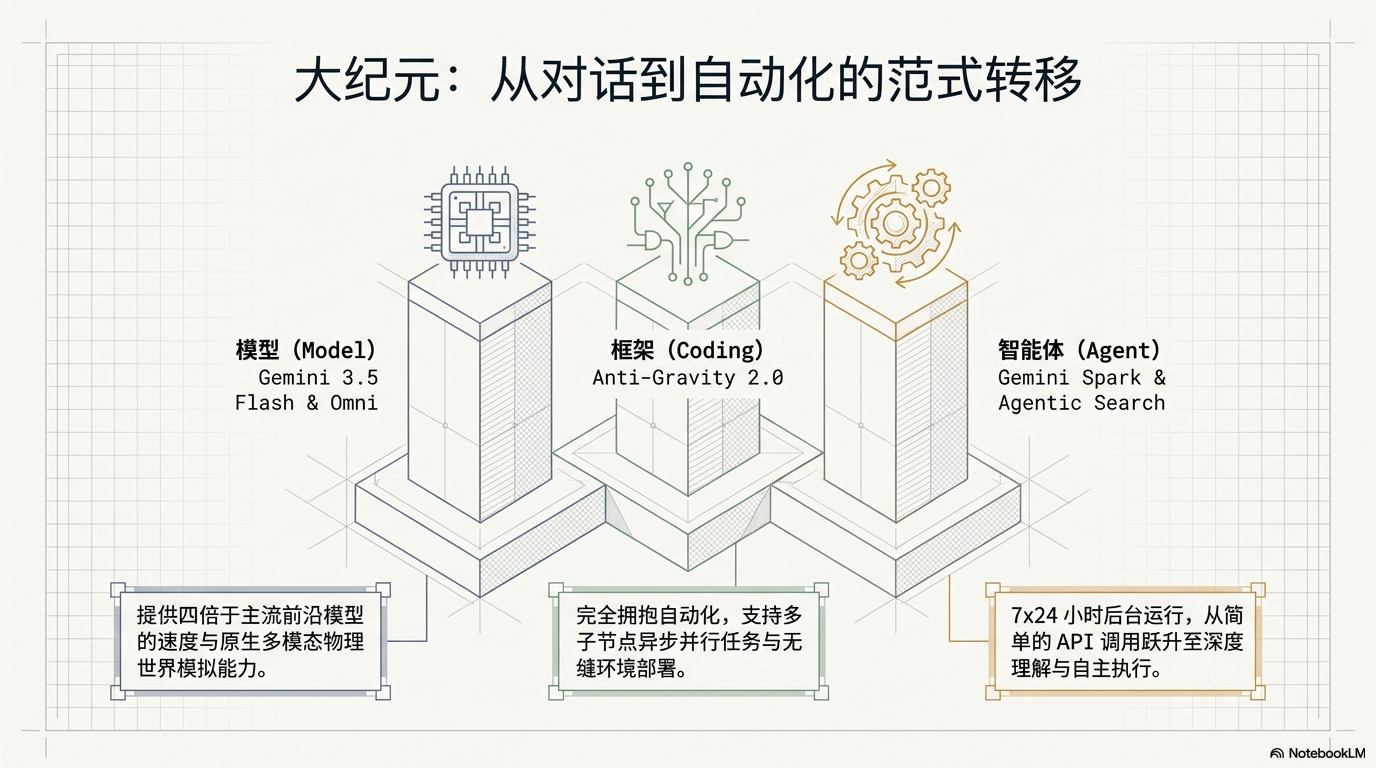 大纪元：从对话到自动化的范式转移
模型（Model）
Gemini 3.5
Flash & Omni
框架（Coding）
Anti-Gravity 2.0
智能体（Agent）
Gemini Spark &
Agentic Search
提供四倍于主流前沿模型
的速度与原生多模态物理
世界模拟能力。
完全拥抱自动化，支持多
子节点异步并行任务与无
缝环境部署。
7x24 小时后台运行，从简
单的 API 调用跃升至深度
理解与自主执行。
NotebookLM